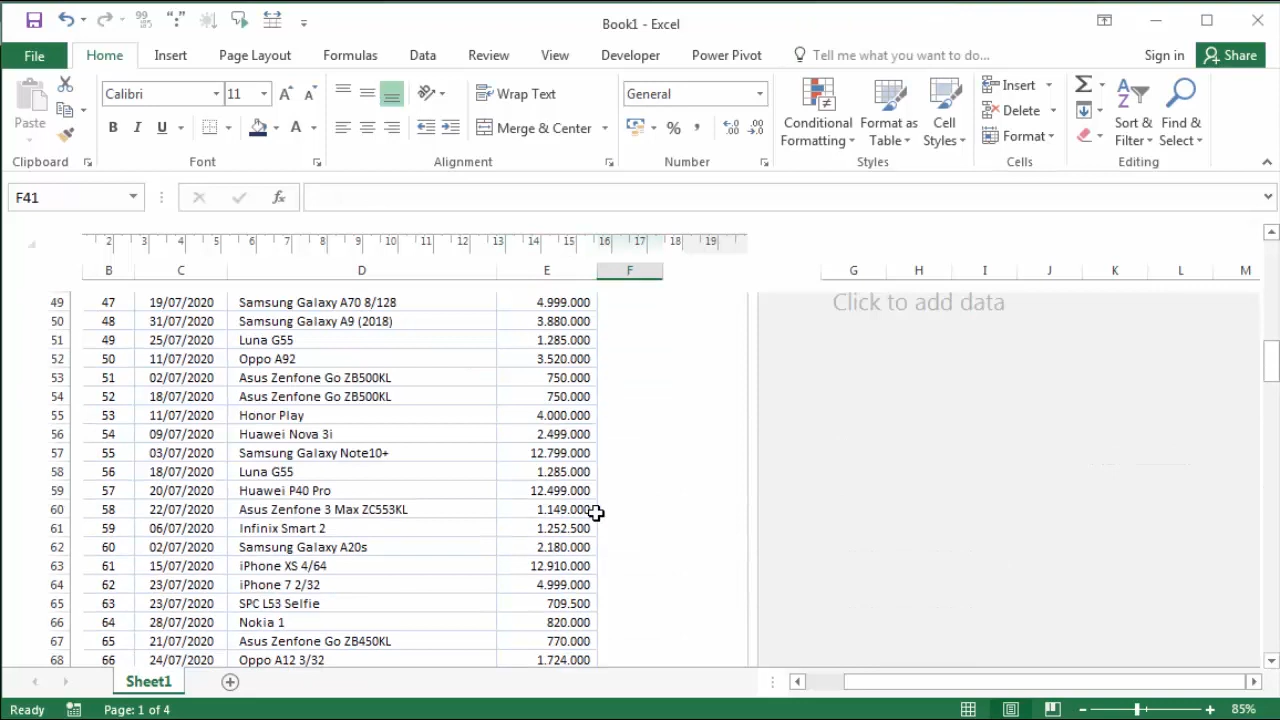 Book1 - Excel
File Home Insert Page Layout Formulas Data Review View Developer Power Pivot Tell me what you want to do... Sign in Share
Paste
Calibri 11
B I U
A
Wrap Text
Merge & Center
General
%
Conditional Formatting
Format as Table
Cell Styles
Insert
Delete
Format
Sort & Filter
Find & Select
Clipboard Font Alignment Number Styles Cells Editing
F41 fx
2 3 4 5 6 7 8 9 10 11 12 13 14 15 16 17 18 19
B C D E F G H I J K L M
49 47 19/07/2020 Samsung Galaxy A70 8/128 4.999.000 Click to add data
50 48 31/07/2020 Samsung Galaxy A9 (2018) 3.880.000
51 49 25/07/2020 Luna G55 1.285.000
52 50 11/07/2020 Oppo A92 3.520.000
53 51 02/07/2020 Asus Zenfone Go ZB500KL 750.000
54 52 18/07/2020 Asus Zenfone Go ZB500KL 750.000
55 53 11/07/2020 Honor Play 4.000.000
56 54 09/07/2020 Huawei Nova 3i 2.499.000
57 55 03/07/2020 Samsung Galaxy Note10+ 12.799.000
58 56 18/07/2020 Luna G55 1.285.000
59 57 20/07/2020 Huawei P40 Pro 12.499.000
60 58 22/07/2020 Asus Zenfone 3 Max ZC553KL 1.149.000
61 59 06/07/2020 Infinix Smart 2 1.252.500
62 60 02/07/2020 Samsung Galaxy A20s 2.180.000
63 61 15/07/2020 iPhone XS 4/64 12.910.000
64 62 23/07/2020 iPhone 7 2/32 4.999.000
65 63 23/07/2020 SPC L53 Selfie 709.500
66 64 28/07/2020 Nokia 1 820.000
67 65 21/07/2020 Asus Zenfone Go ZB450KL 770.000
68 66 24/07/2020 Oppo A12 3/32 1.724.000
Sheet1
Ready Page: 1 of 4 85%